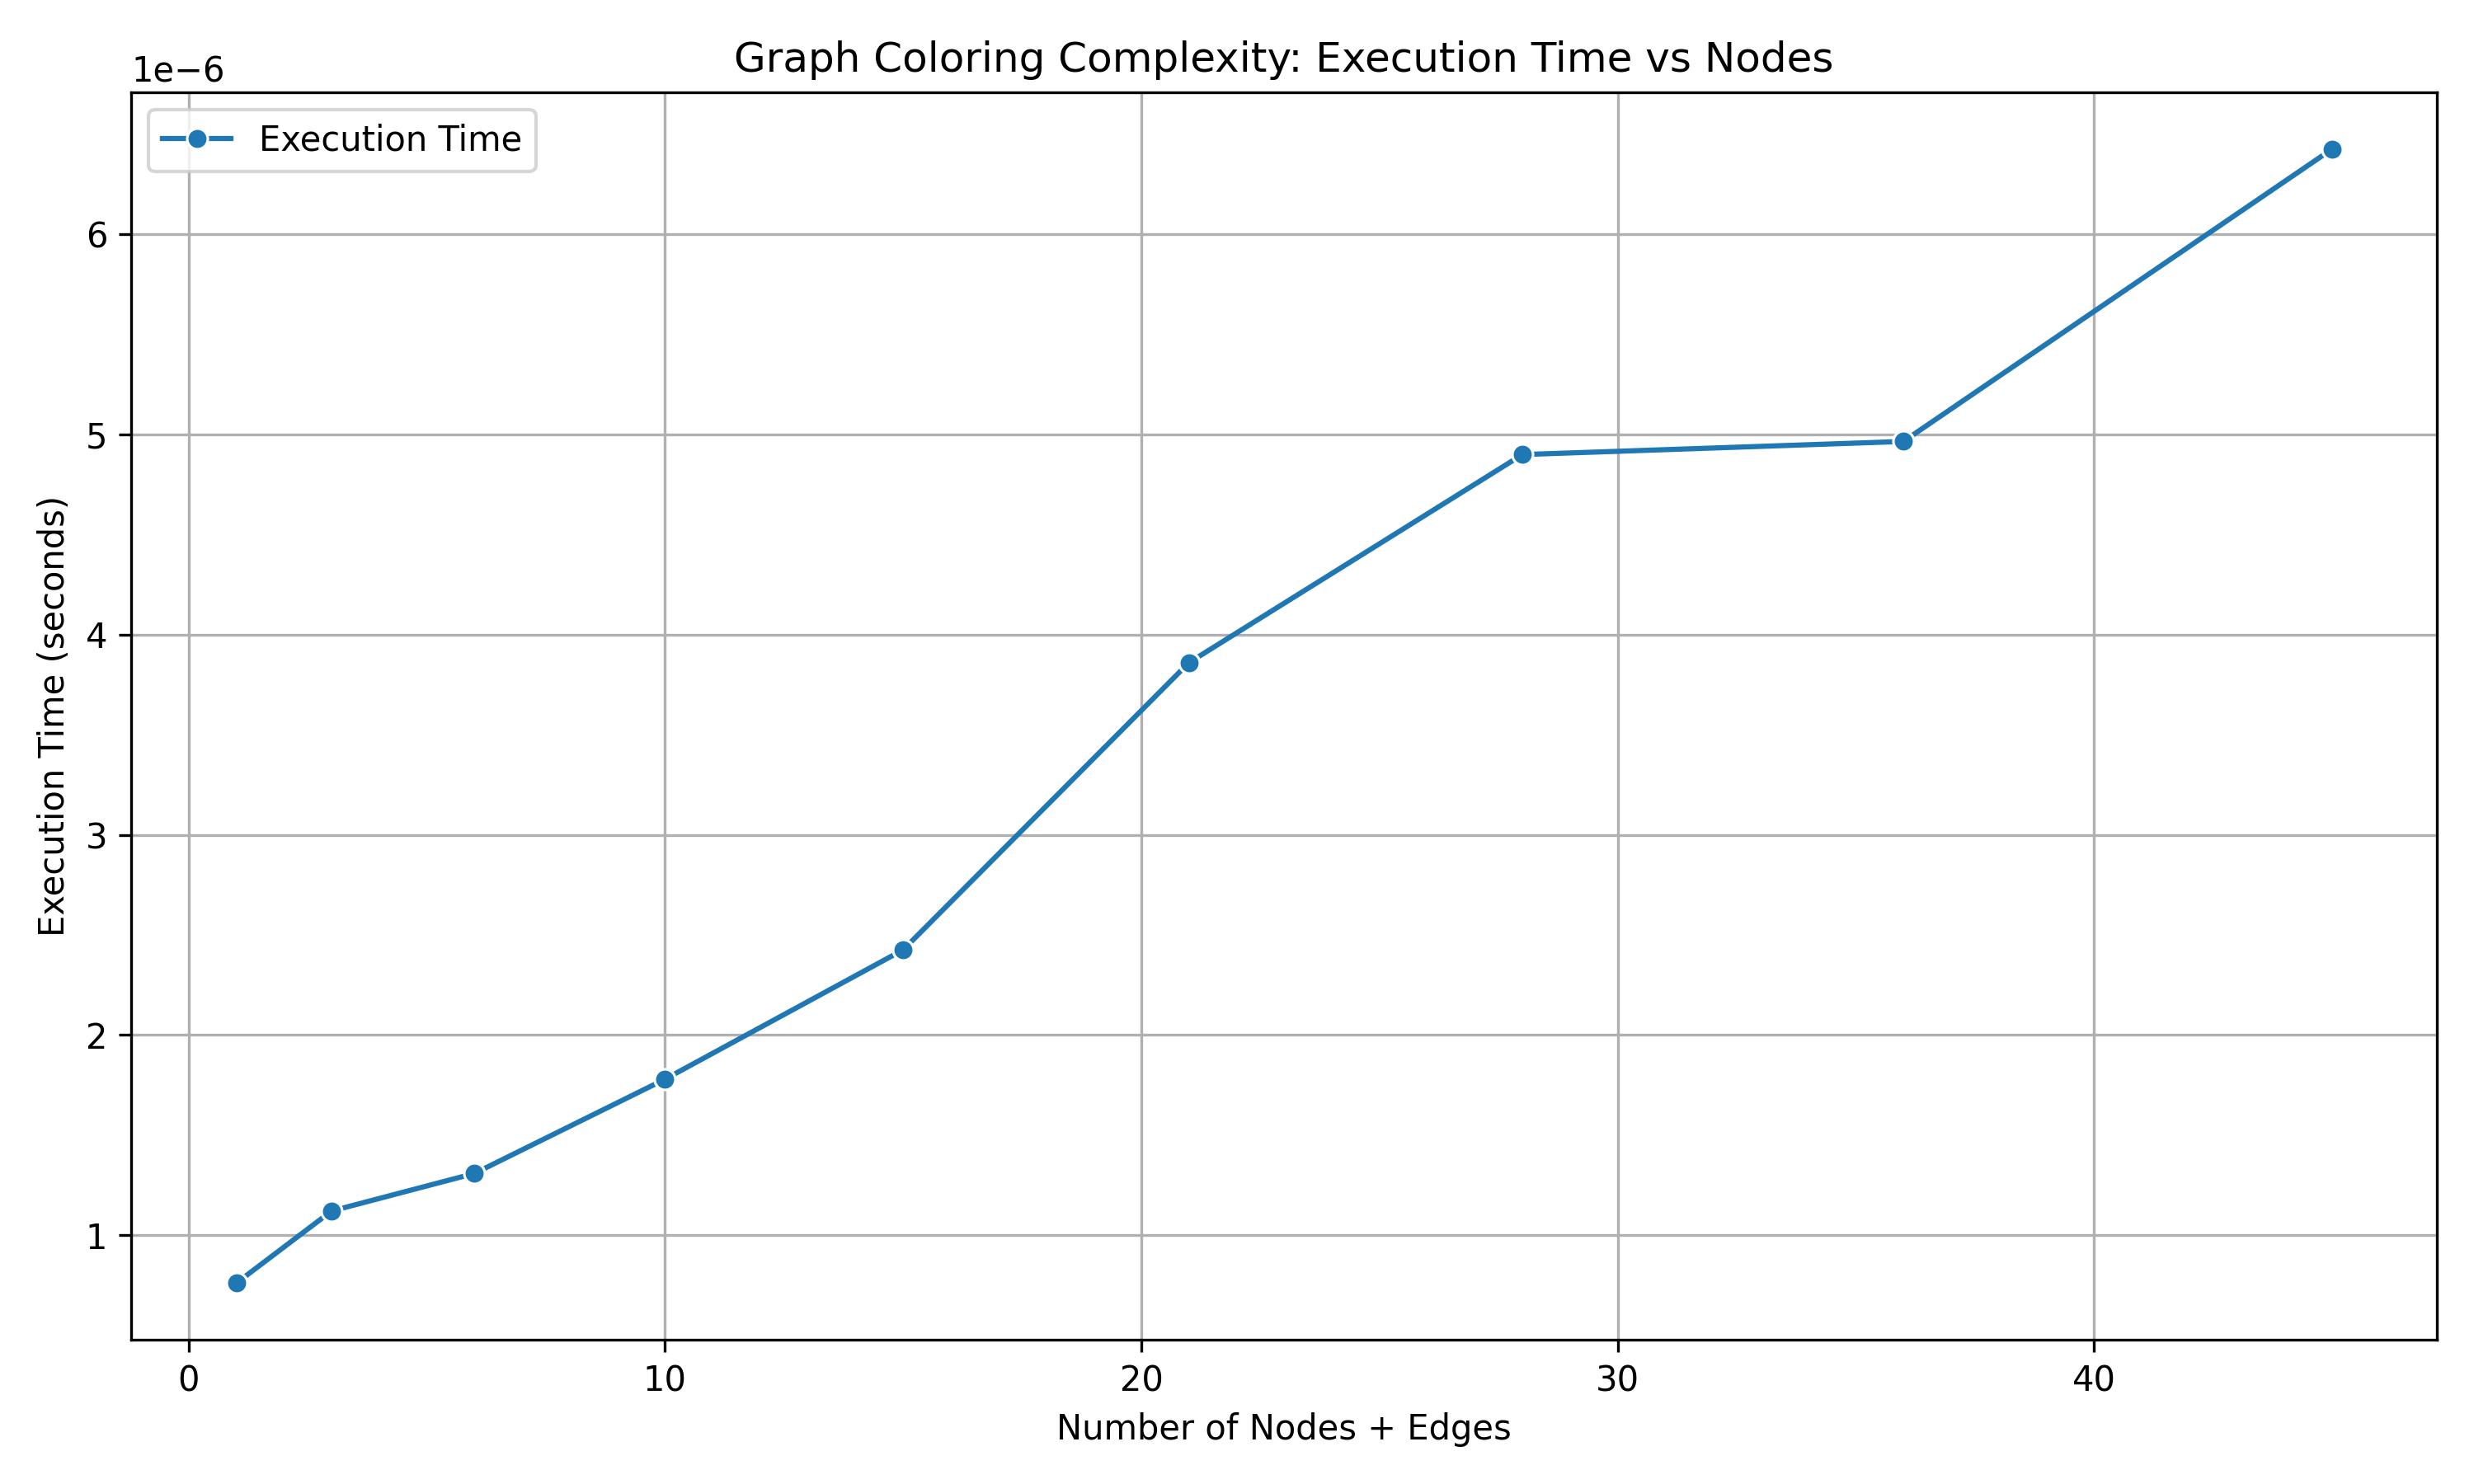 Graph Coloring Complexity: Execution Time vs Nodes
1e−6
Execution Time
6
5
4
3
2
1
Execution Time (seconds)
0 10 20 30 40
Number of Nodes + Edges